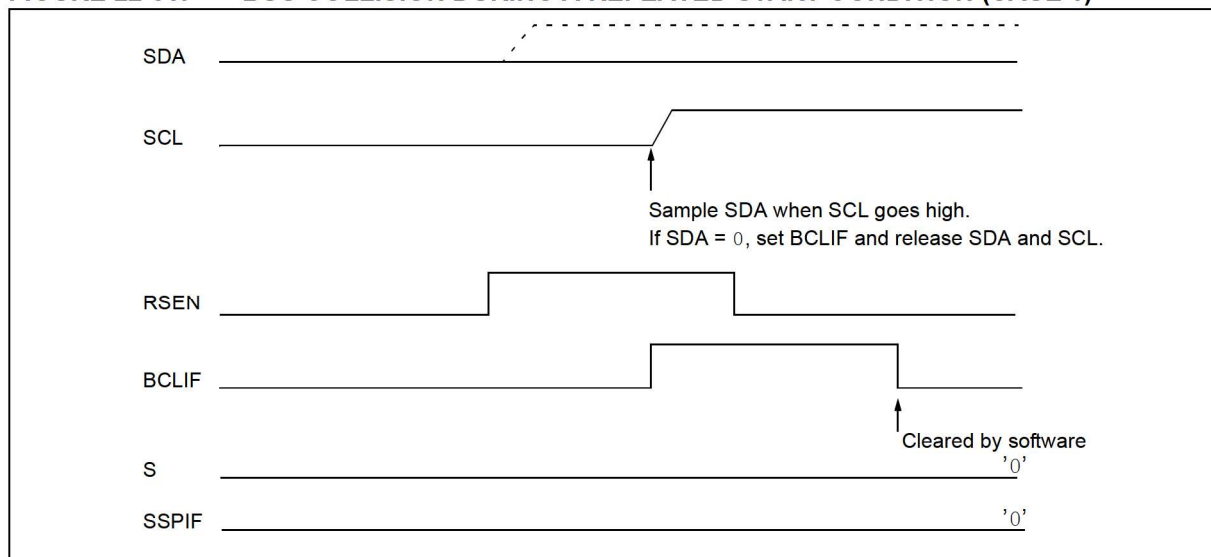 SDA
SCL
Sample SDA when SCL goes high.
If SDA = 0, set BCLIF and release SDA and SCL.
RSEN
BCLIF
Cleared by software
S '0'
SSPIF '0'